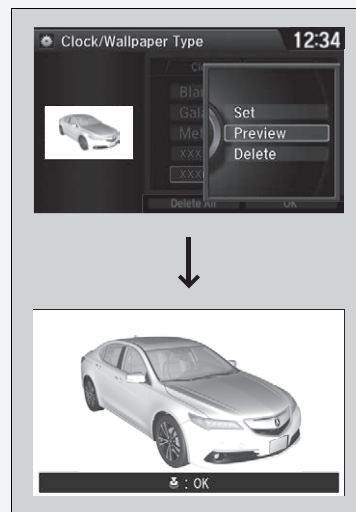 Clock/Wallpaper Type
12:34
Set
Preview
Delete
Delete All
OK
: OK